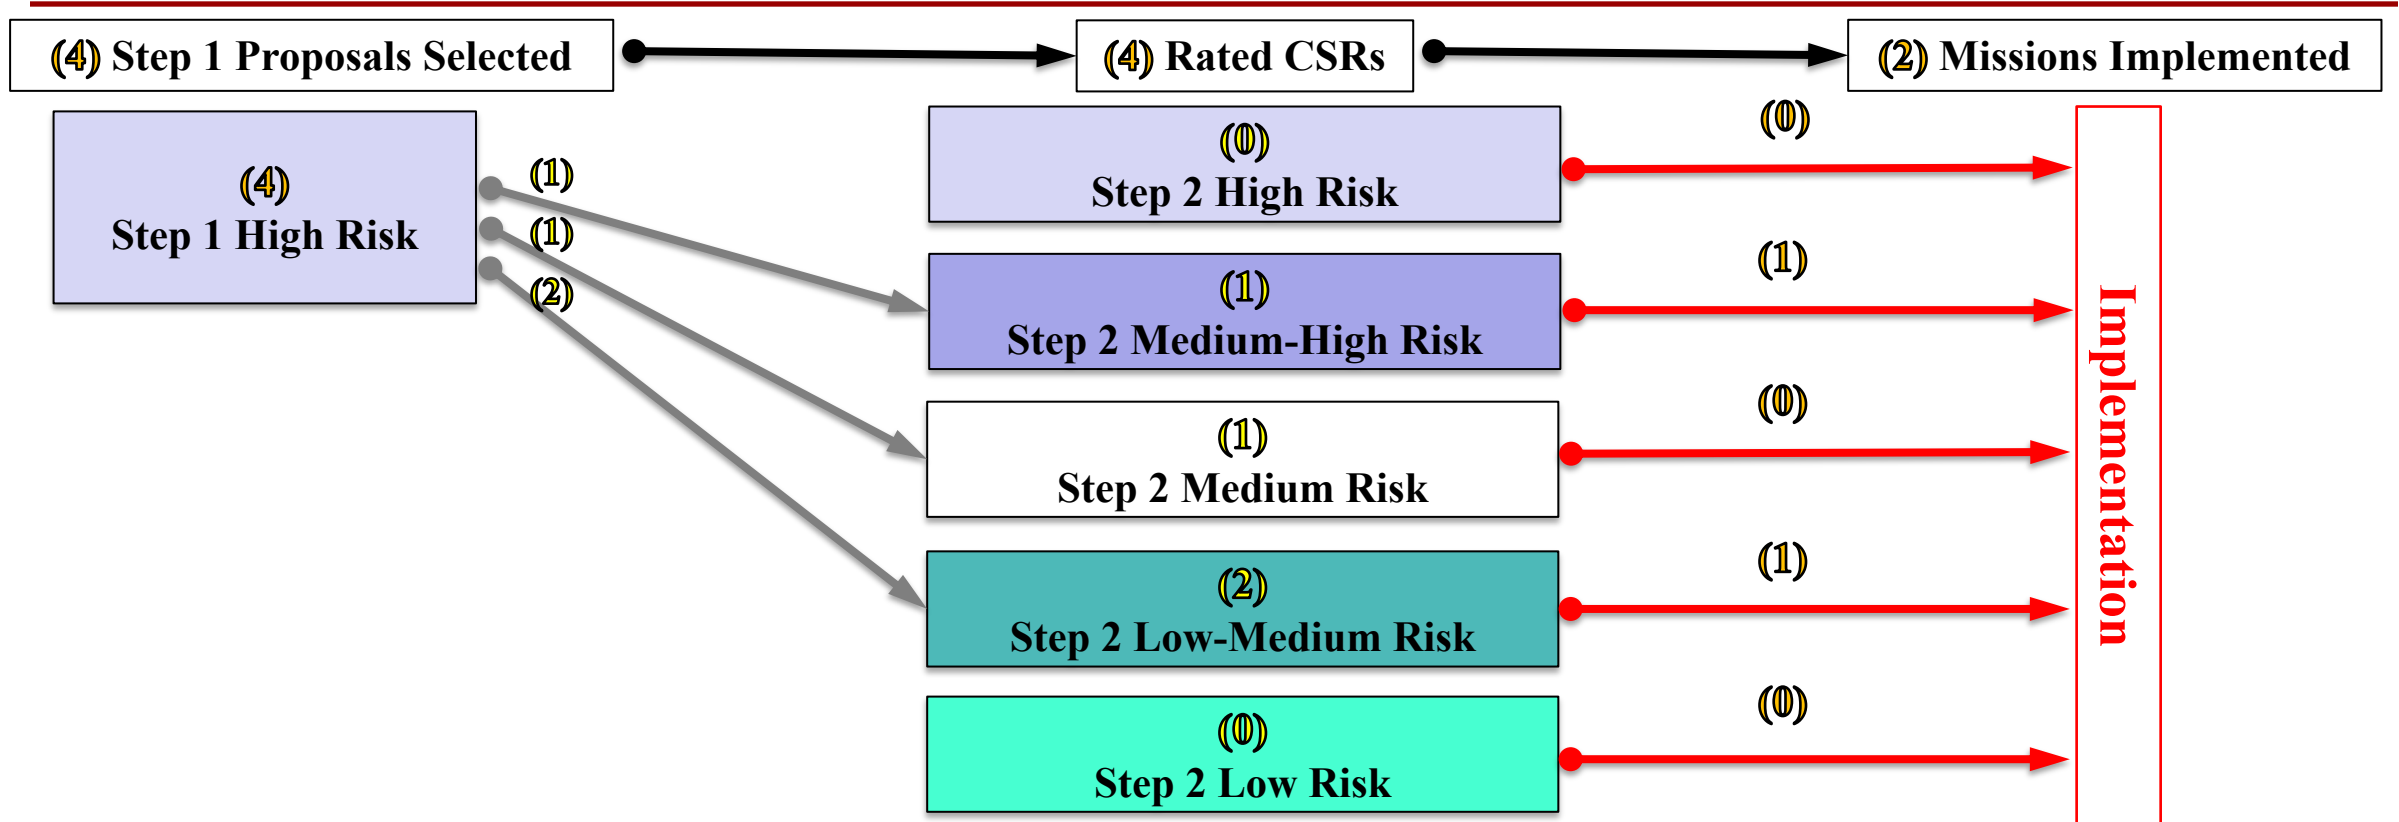 (4) Step 1 Proposals Selected
(4) Rated CSRs
(2) Missions Implemented
(4)
Step 1 High Risk
(1)
(1)
(2)
(0)
Step 2 High Risk
(1)
Step 2 Medium-High Risk
(1)
Step 2 Medium Risk
(2)
Step 2 Low-Medium Risk
(0)
Step 2 Low Risk
(0)
(1)
(0)
(1)
(0)
Implementation